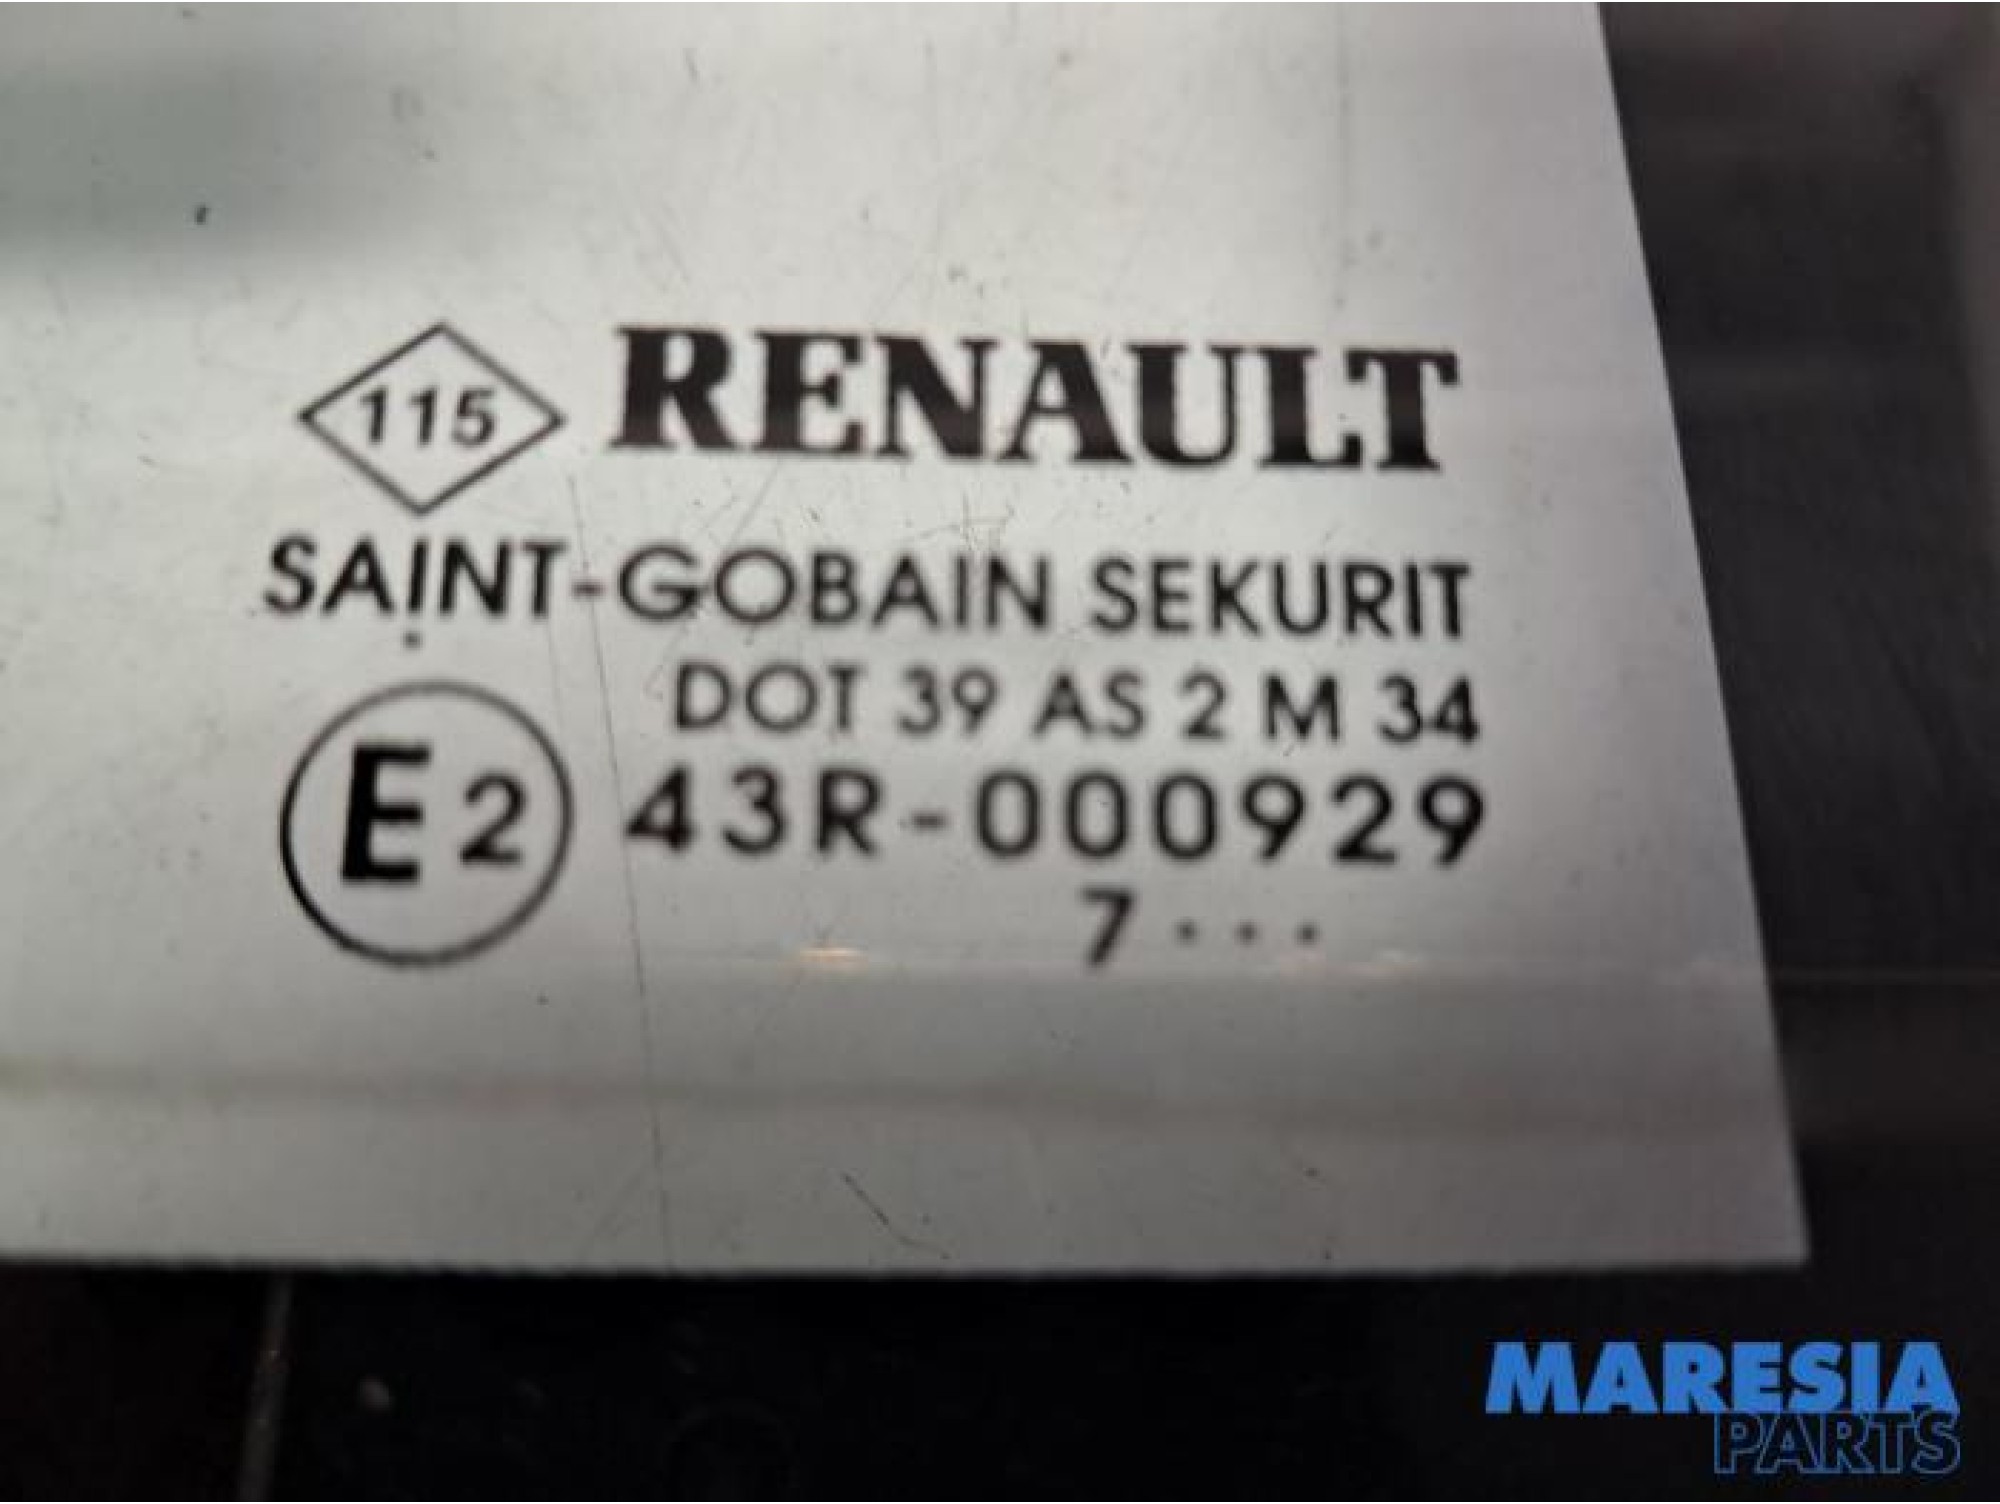 115 RENAULT
SAINT-GOBAIN SEKURIT
DOT 39 AS 2 M 34
E2 43R-000929
7 . . .
MARESIA
PARTS